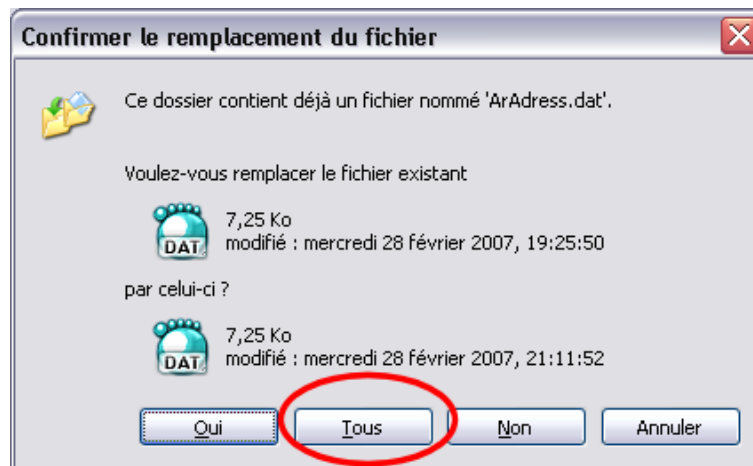 Confirmer le remplacement du fichier
Ce dossier contient déjà un fichier nommé 'ArAdress.dat'.
Voulez-vous remplacer le fichier existant
7,25 Ko
DAT
modifié : mercredi 28 février 2007, 19:25:50
par celui-ci ?
7,25 Ko
DAT
modifié : mercredi 28 février 2007, 21:11:52
Oui Tous Non Annuler